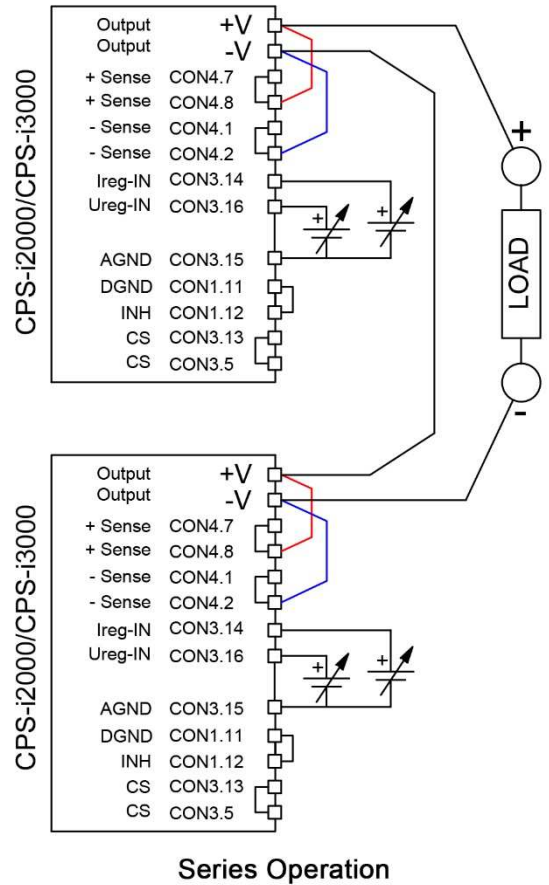 CPS-i2000/CPS-i3000
Output +V
Output -V
+ Sense CON4.7
+ Sense CON4.8
- Sense CON4.1
- Sense CON4.2
Ireg-IN CON3.14
Ureg-IN CON3.16
+ +
AGND CON3.15
DGND CON1.11
INH CON1.12
CS CON3.13
CS CON3.5
+
LOAD
-
CPS-i2000/CPS-i3000
Output +V
Output -V
+ Sense CON4.7
+ Sense CON4.8
- Sense CON4.1
- Sense CON4.2
Ireg-IN CON3.14
Ureg-IN CON3.16
+ +
AGND CON3.15
DGND CON1.11
INH CON1.12
CS CON3.13
CS CON3.5
Series Operation